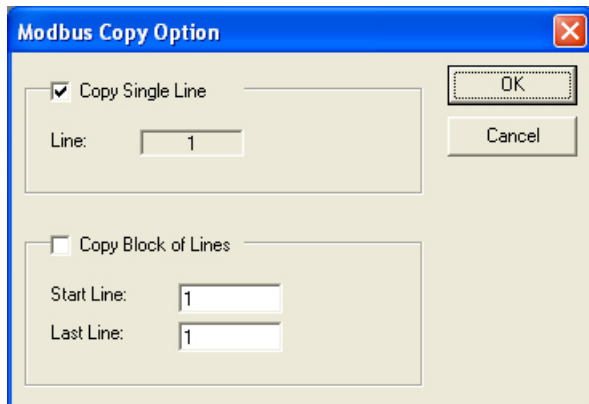 Modbus Copy Option
Copy Single Line
OK
Line: 1
Cancel
Copy Block of Lines
Start Line: 1
Last Line: 1